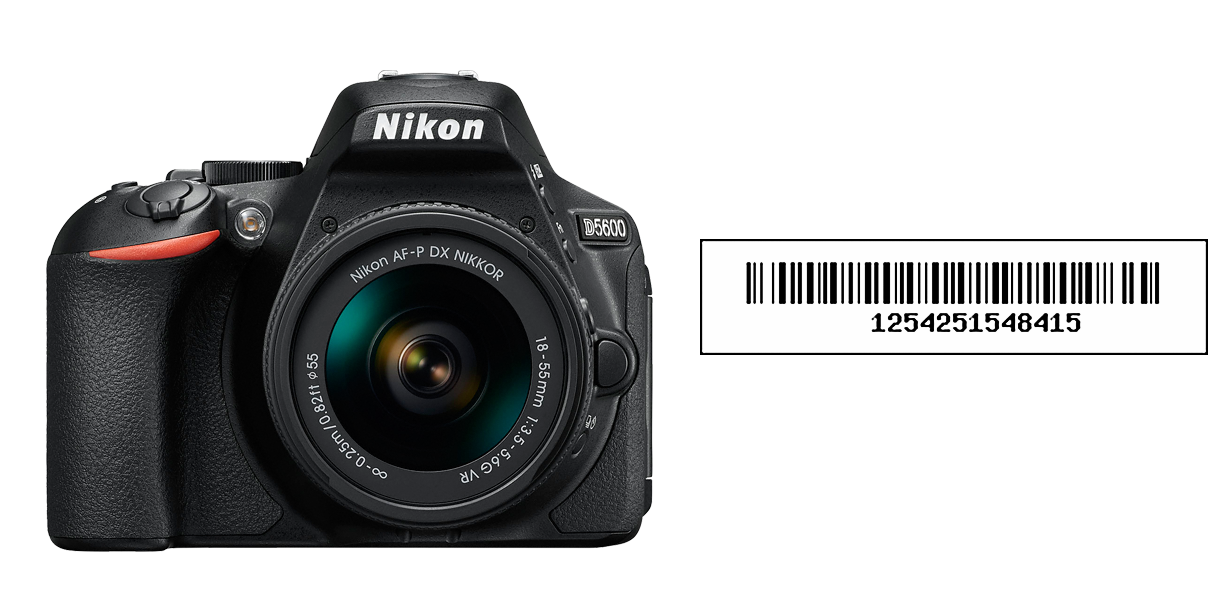 Nikon
D5600
Nikon AF-P DX NIKKOR
18-55mm 1:3.5-5.6G VR
∞-0.25m/0.82ft ø55
1254251548415